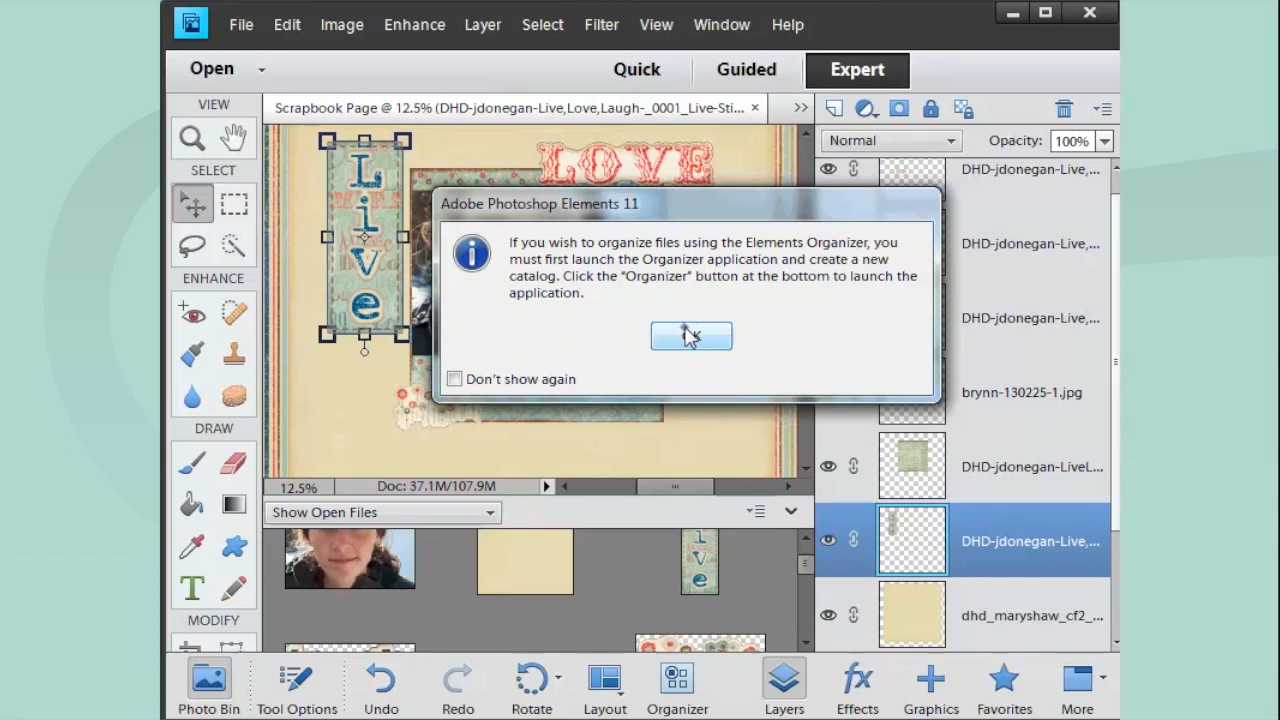 File Edit Image Enhance Layer Select Filter View Window Help
Open Quick Guided Expert
VIEW
Scrapbook Page @ 12.5% (DHD-jdonegan-Live,Love,Laugh-_0001_Live-Sti... × >>
Normal Opacity: 100%
SELECT
LOVE
Live
DHD-jdonegan-Live,...
Adobe Photoshop Elements 11
If you wish to organize files using the Elements Organizer, you
must first launch the Organizer application and create a new
catalog. Click the "Organizer" button at the bottom to launch the
application.
Don't show again
DHD-jdonegan-Live,...
DHD-jdonegan-Live,...
brynn-130225-1.jpg
DHD-jdonegan-LiveL...
DHD-jdonegan-Live,...
dhd_maryshaw_cf2_...
ENHANCE
DRAW
T
MODIFY
12.5% Doc: 37.1M/107.9M
Show Open Files
ive
Photo Bin Tool Options Undo Redo Rotate Layout Organizer Layers fx Effects Graphics Favorites More